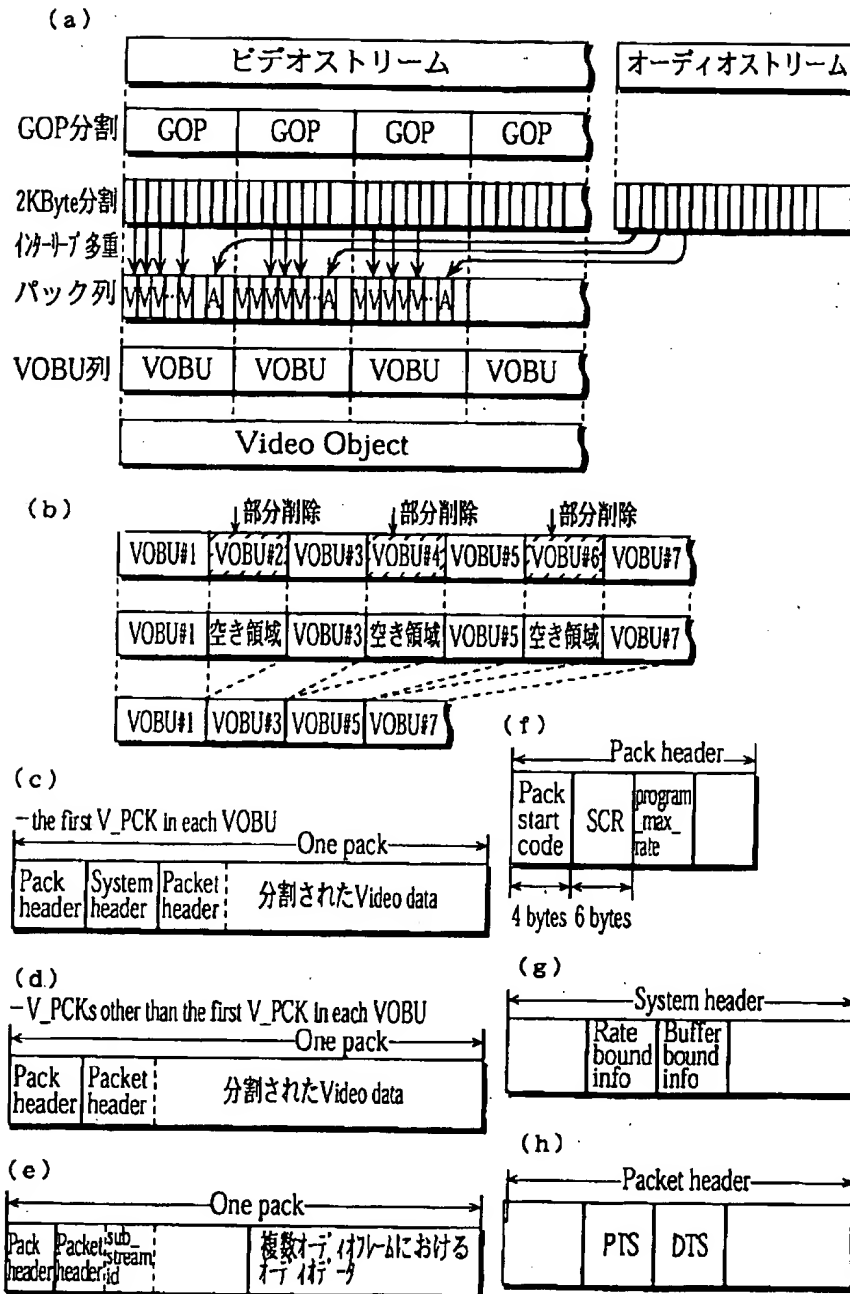 (a)
ビデオストリーム オーディオストリーム
GOP分割 GOP GOP GOP GOP
2KByte分割
インターリーブ多重
パック列 V V V … V A V V V V V … A V V V V V … A
VOBU列 VOBU VOBU VOBU VOBU
Video Object
(b)
部分削除 部分削除 部分削除
VOBU#1 VOBU#2 VOBU#3 VOBU#4 VOBU#5 VOBU#6 VOBU#7
VOBU#1 空き領域 VOBU#3 空き領域 VOBU#5 空き領域 VOBU#7
VOBU#1 VOBU#3 VOBU#5 VOBU#7
(c)
-the first V_PCK in each VOBU
One pack
Pack header System header Packet header 分割されたVideo data
(d)
-V_PCKs other than the first V_PCK in each VOBU
One pack
Pack header Packet header 分割されたVideo data
(e)
One pack
Pack header Packet header sub_stream_id 複数オーディオフレームにおける
オーディオデータ
(f)
Pack header
Pack start code SCR program_max_rate
4 bytes 6 bytes
(g)
System header
Rate bound info Buffer bound info
(h)
Packet header
PTS DTS